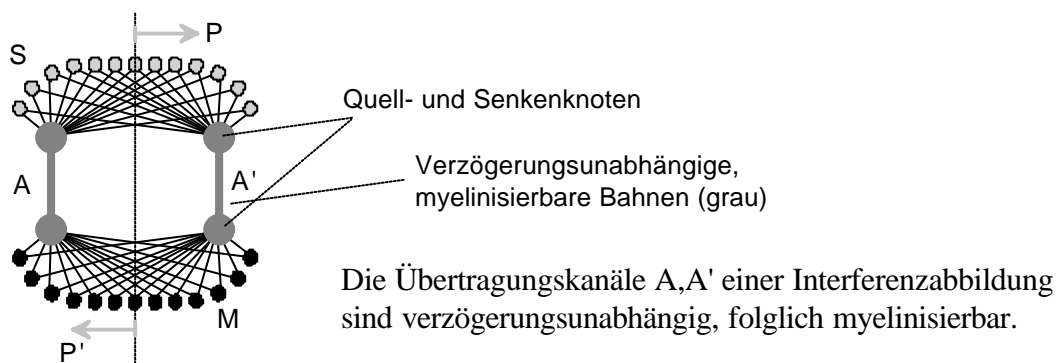 P
S
Quell- und Senkenknoten
Verzögerungsunabhängige,
myelinisierbare Bahnen (grau)
A
A'
Die Übertragungskanäle A,A' einer Interferenzabbildung
sind verzögerungsunabhängig, folglich myelinisierbar.
M
P'